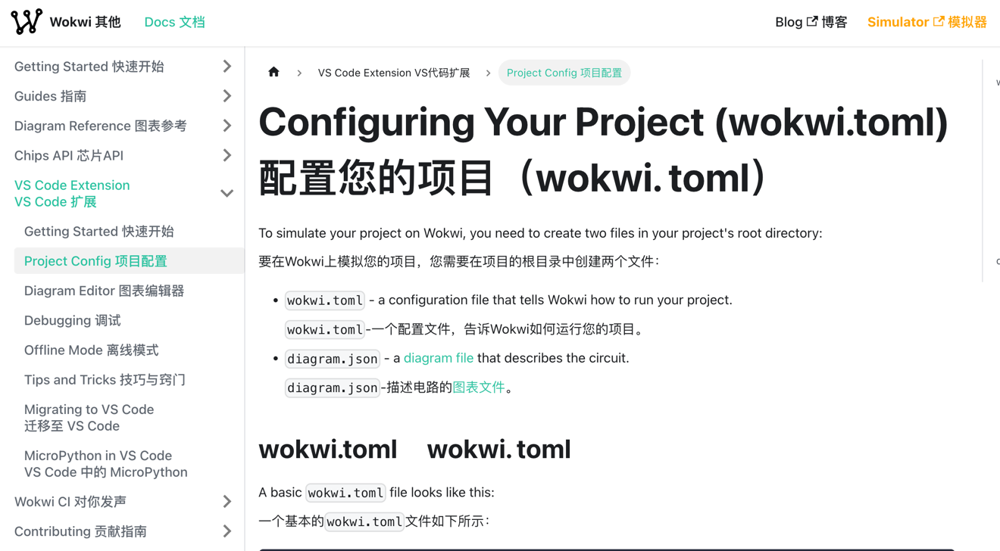 Wokwi 其他
Docs 文档
Blog 博客
Simulator 模拟器
Getting Started 快速开始
Guides 指南
Diagram Reference 图表参考
Chips API 芯片API
VS Code Extension
VS Code 扩展
Getting Started 快速开始
Project Config 项目配置
Diagram Editor 图表编辑器
Debugging 调试
Offline Mode 离线模式
Tips and Tricks 技巧与窍门
Migrating to VS Code
迁移至 VS Code
MicroPython in VS Code
VS Code 中的 MicroPython
Wokwi CI 对你发声
Contributing 贡献指南
VS Code Extension VS代码扩展
Project Config 项目配置
Configuring Your Project (wokwi.toml)
配置您的项目（wokwi. toml）
To simulate your project on Wokwi, you need to create two files in your project's root directory:
要在Wokwi上模拟您的项目，您需要在项目的根目录中创建两个文件：
• wokwi.toml - a configuration file that tells Wokwi how to run your project.
wokwi.toml-一个配置文件，告诉Wokwi如何运行您的项目。
• diagram.json - a diagram file that describes the circuit.
diagram.json-描述电路的图表文件。
wokwi.toml wokwi. toml
A basic wokwi.toml file looks like this:
一个基本的wokwi.toml文件如下所示：